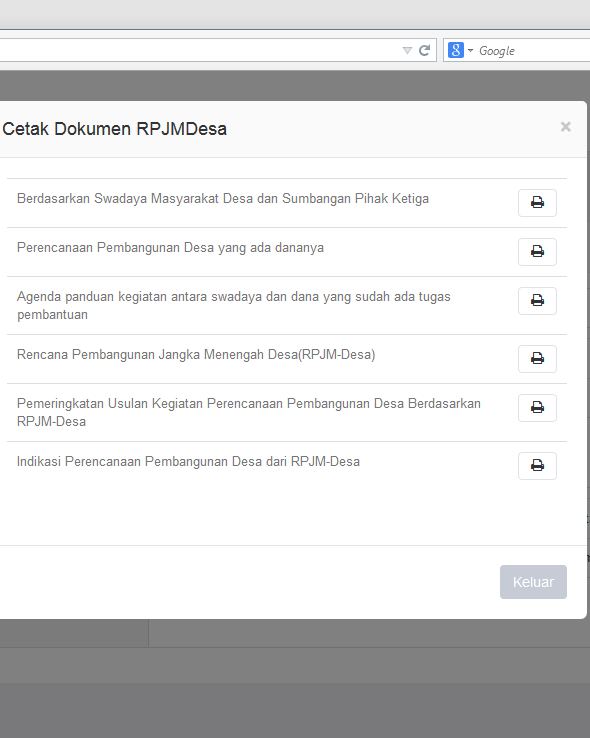 Google
Cetak Dokumen RPJMDesa
Berdasarkan Swadaya Masyarakat Desa dan Sumbangan Pihak Ketiga
Perencanaan Pembangunan Desa yang ada dananya
Agenda panduan kegiatan antara swadaya dan dana yang sudah ada tugas
pembantuan
Rencana Pembangunan Jangka Menengah Desa(RPJM-Desa)
Pemeringkatan Usulan Kegiatan Perencanaan Pembangunan Desa Berdasarkan
RPJM-Desa
Indikasi Perencanaan Pembangunan Desa dari RPJM-Desa
Keluar